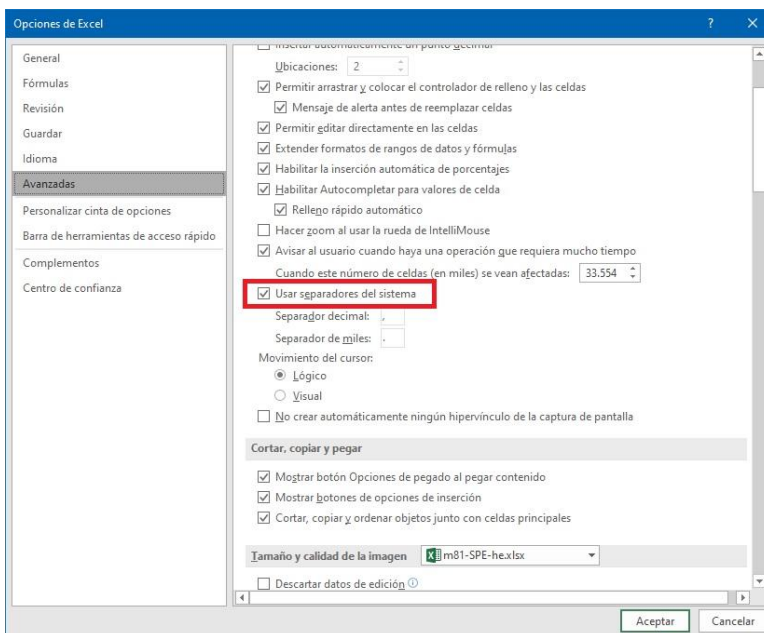 Opciones de Excel
General
Fórmulas
Revisión
Guardar
Idioma
Avanzadas
Personalizar cinta de opciones
Barra de herramientas de acceso rápido
Complementos
Centro de confianza
Insertar automáticamente un punto decimal
Ubicaciones: 2
Permitir arrastrar y colocar el controlador de relleno y las celdas
Mensaje de alerta antes de reemplazar celdas
Permitir editar directamente en las celdas
Extender formatos de rangos de datos y fórmulas
Habilitar la inserción automática de porcentajes
Habilitar Autocompletar para valores de celda
Relleno rápido automático
Hacer zoom al usar la rueda de IntelliMouse
Avisar al usuario cuando haya una operación que requiera mucho tiempo
Cuando este número de celdas (en miles) se vean afectadas: 33.554
Usar separadores del sistema
Separador decimal: ,
Separador de miles: .
Movimiento del cursor:
Lógico
Visual
No crear automáticamente ningún hipervínculo de la captura de pantalla
Cortar, copiar y pegar
Mostrar botón Opciones de pegado al pegar contenido
Mostrar botones de opciones de inserción
Cortar, copiar y ordenar objetos junto con celdas principales
Tamaño y calidad de la imagen m81-SPE-he.xlsx
Descartar datos de edición
Aceptar Cancelar